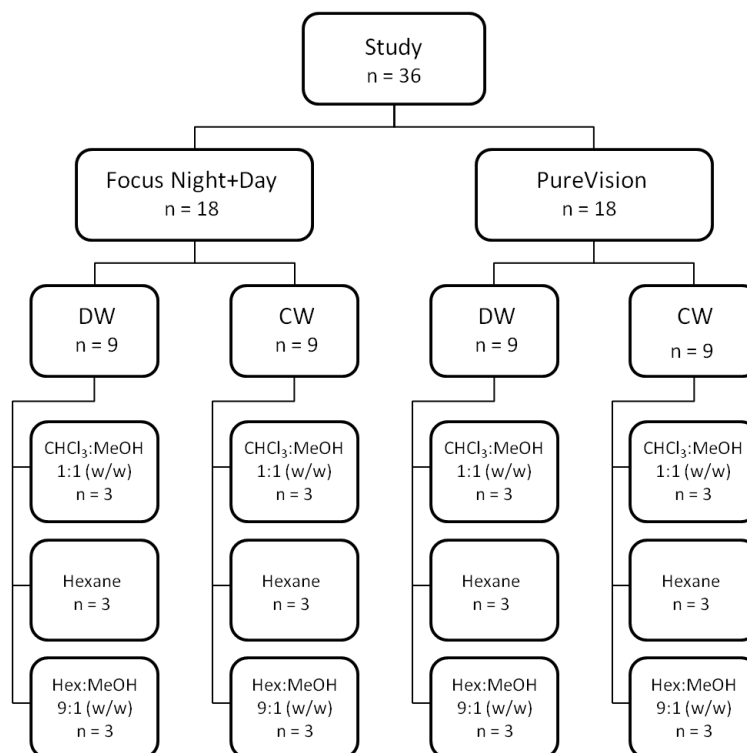 Study
n = 36
Focus Night+Day
n = 18
PureVision
n = 18
DW
n = 9
CW
n = 9
DW
n = 9
CW
n = 9
CHCl₃:MeOH
1:1 (w/w)
n = 3
CHCl₃:MeOH
1:1 (w/w)
n = 3
CHCl₃:MeOH
1:1 (w/w)
n = 3
CHCl₃:MeOH
1:1 (w/w)
n = 3
Hexane
n = 3
Hexane
n = 3
Hexane
n = 3
Hexane
n = 3
Hex:MeOH
9:1 (w/w)
n = 3
Hex:MeOH
9:1 (w/w)
n = 3
Hex:MeOH
9:1 (w/w)
n = 3
Hex:MeOH
9:1 (w/w)
n = 3